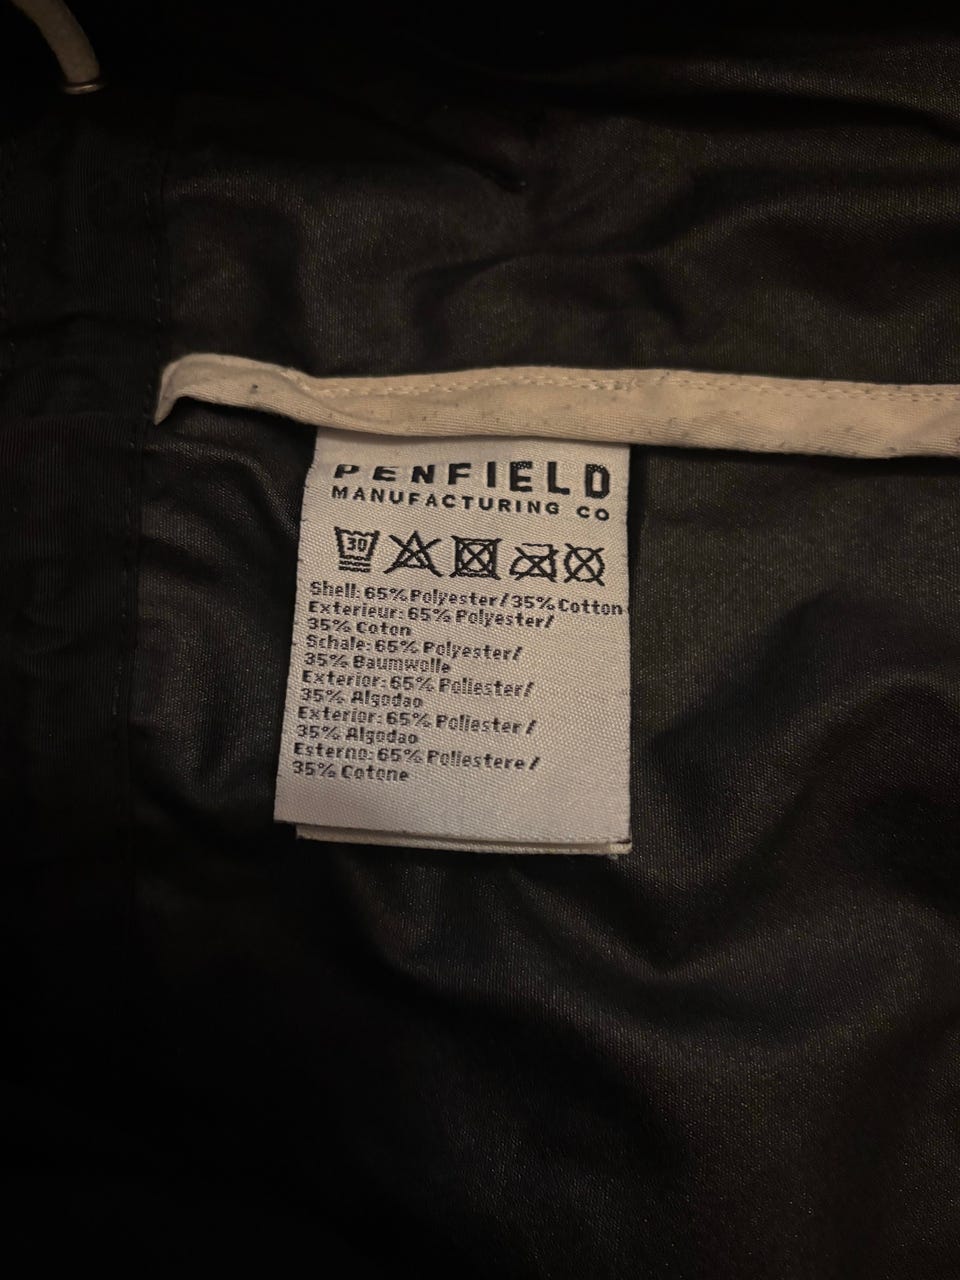 PENFIELD
MANUFACTURING CO
30
Shell: 65% Polyester/35% Cotton
Exterieur: 65% Polyester/
35% Coton
Schale: 65% Polyester/
35% Baumwolle
Exterior: 65% Poliester/
35% Algodao
Exterior: 65% Poliester/
35% Algodao
Esterno: 65% Poliestere/
35% Cotone